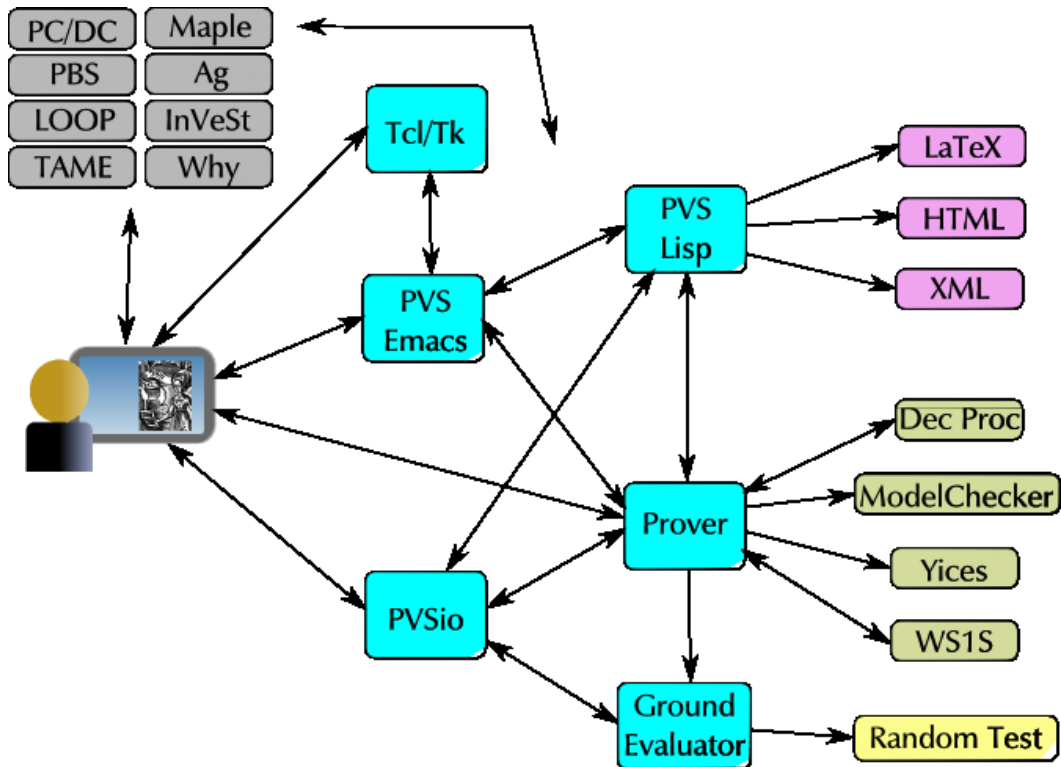 PC/DC
Maple
PBS
Ag
LOOP
InVeSt
TAME
Why
Tcl/Tk
PVS
Lisp
LaTeX
HTML
XML
PVS
Emacs
Dec Proc
ModelChecker
Prover
Yices
PVSio
WS1S
Ground
Evaluator
Random Test